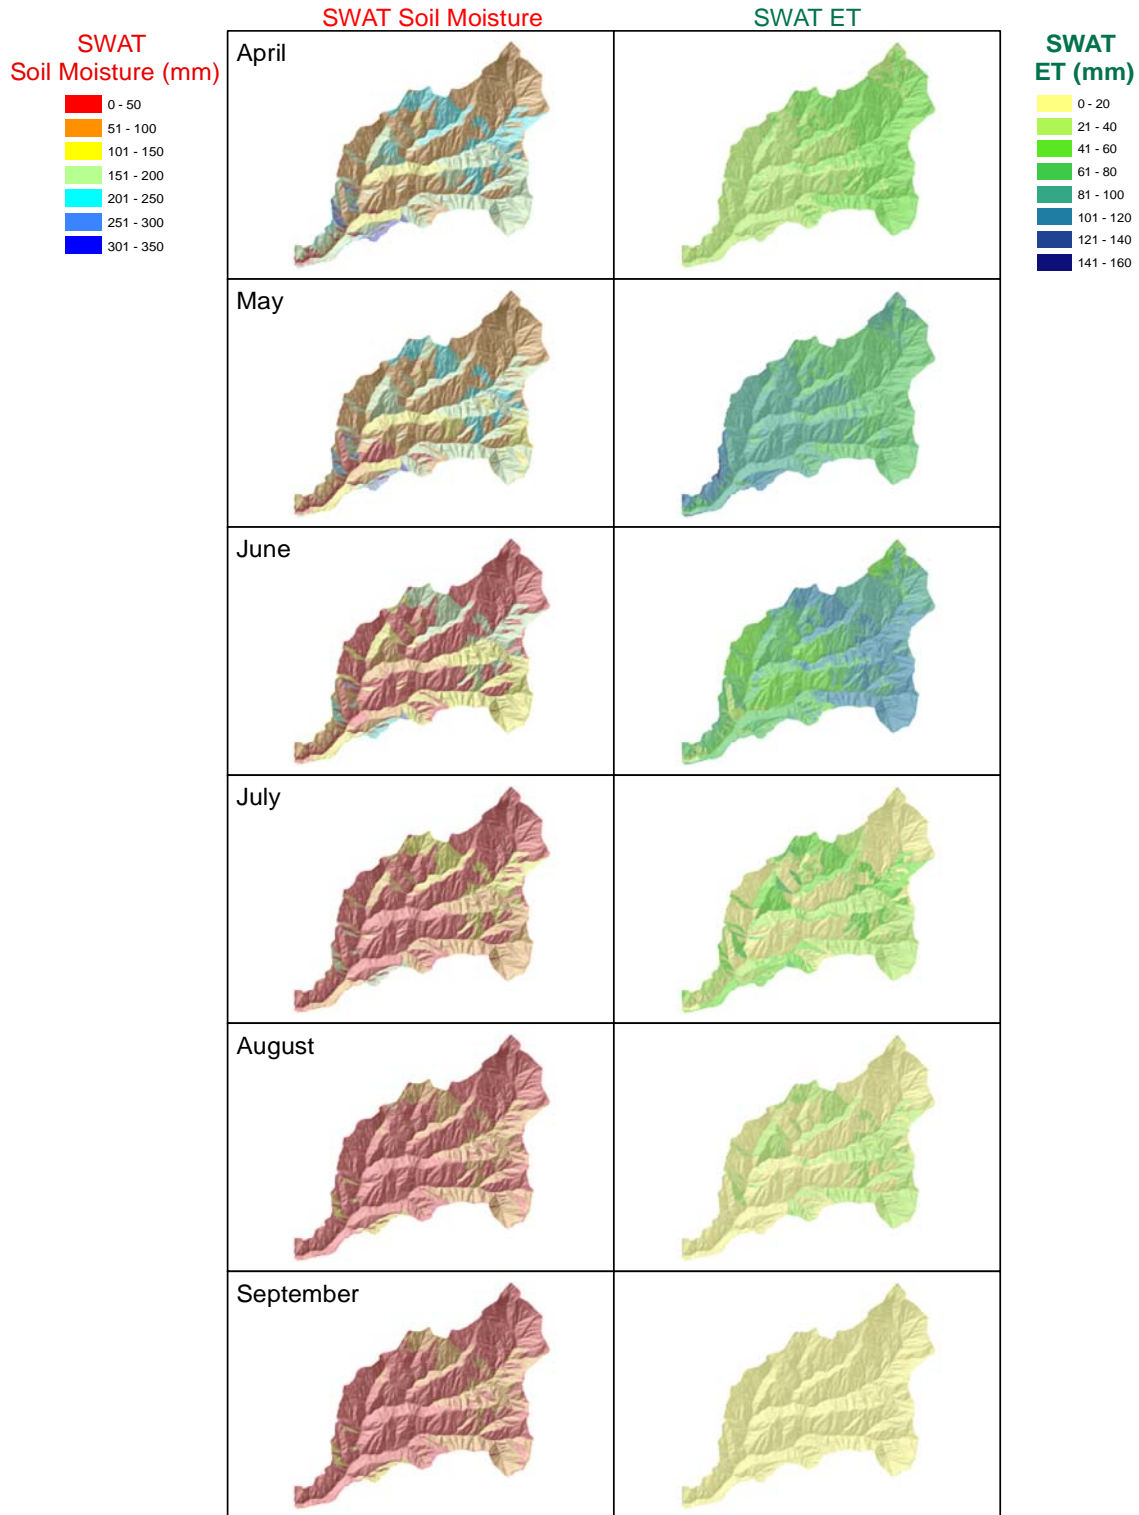 SWAT Soil Moisture
SWAT ET
SWAT
Soil Moisture (mm)
0 - 50
51 - 100
101 - 150
151 - 200
201 - 250
251 - 300
301 - 350
SWAT
ET (mm)
0 - 20
21 - 40
41 - 60
61 - 80
81 - 100
101 - 120
121 - 140
141 - 160
April
May
June
July
August
September